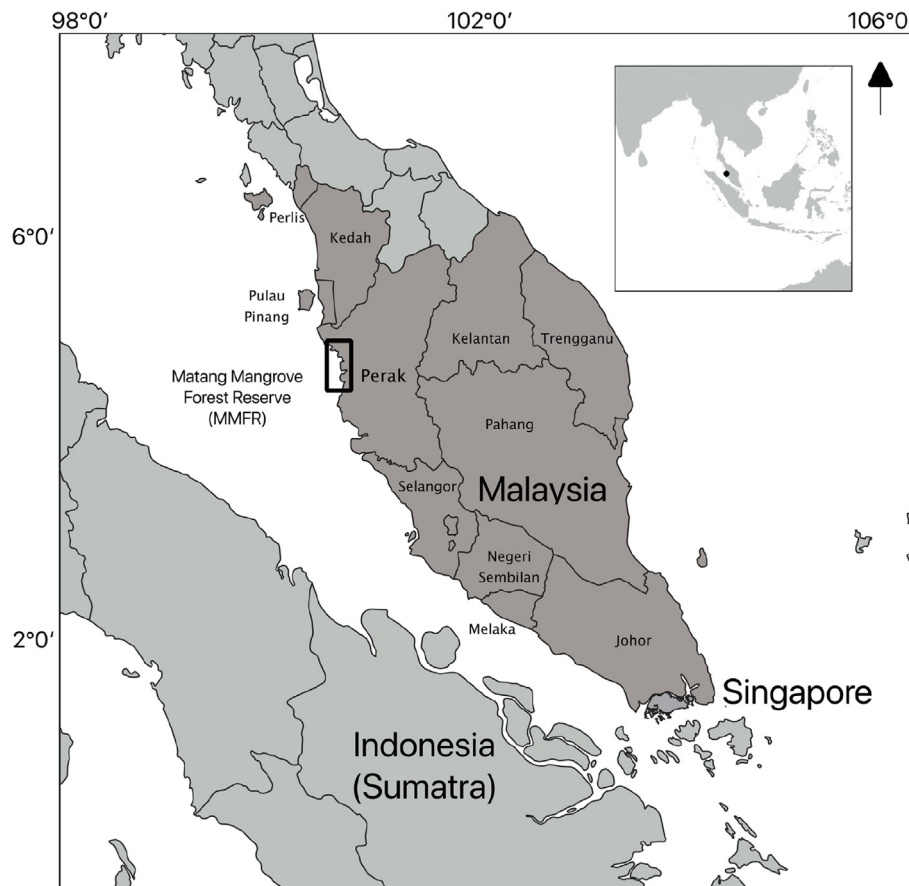 98°0′
102°0′
106°0′
6°0′
2°0′
Perlis
Kedah
Pulau
Pinang
Kelantan
Trengganu
Matang Mangrove
Forest Reserve
(MMFR)
Perak
Pahang
Selangor
Malaysia
Negeri
Sembilan
Melaka
Johor
Singapore
Indonesia
(Sumatra)